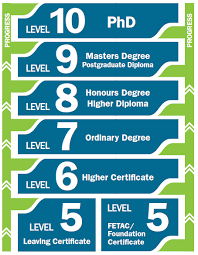 PROGRESS
PROGRESS
LEVEL 10 PhD
LEVEL 9 Masters Degree
Postgraduate Diploma
LEVEL 8 Honours Degree
Higher Diploma
LEVEL 7 Ordinary Degree
LEVEL 6 Higher Certificate
LEVEL 5
Leaving Certificate
LEVEL 5
FETAC/
Foundation
Certificate